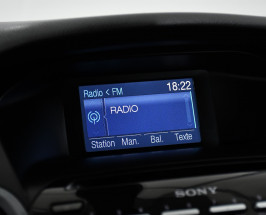 Radio < FM 18:22
RADIO
Station Man. Bal. Texte
SONY